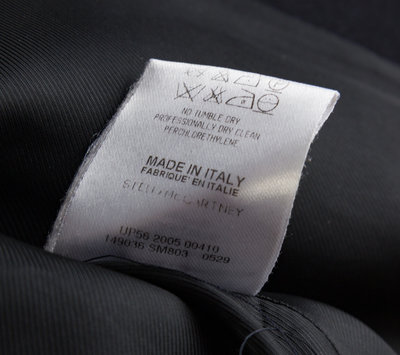 NO TUMBLE DRY
PROFESSIONALLY DRY CLEAN
PERCHLORETHYLENE
MADE IN ITALY
FABRIQUE' EN ITALIE
STELLA McCARTNEY
UP56 2005 00410
149036 SM803 0529